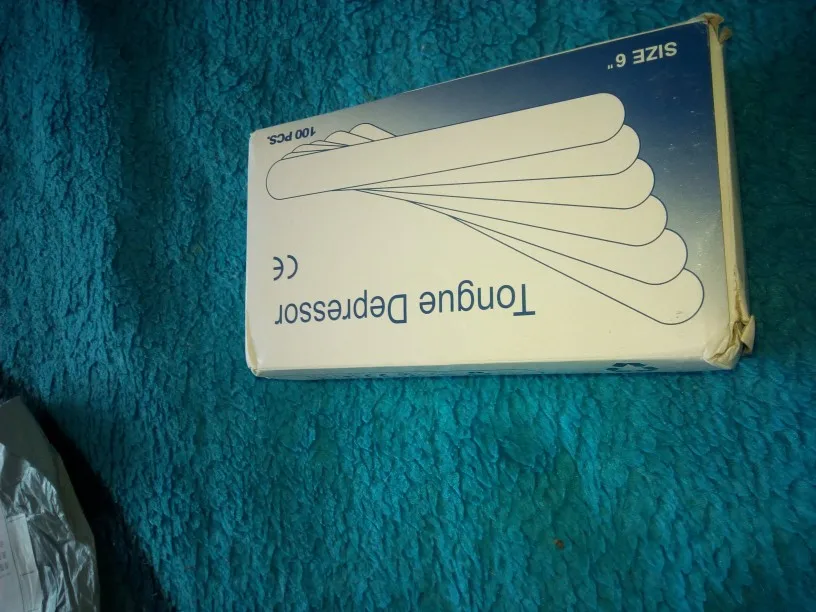 Tongue Depressor
CE
100 PCS.
SIZE 6"